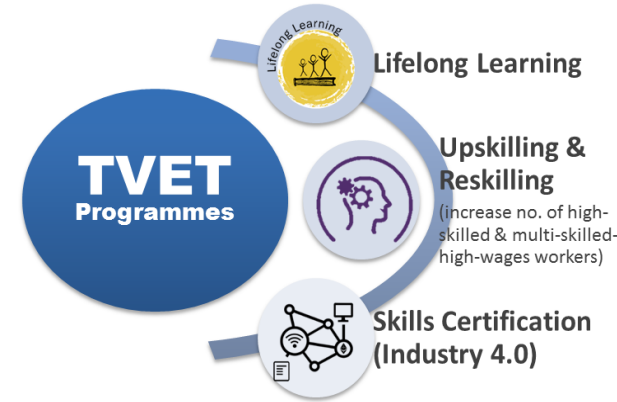 Lifelong Learning
Lifelong Learning
TVET
Programmes
Upskilling &
Reskilling
(increase no. of high-
skilled & multi-skilled-
high-wages workers)
Skills Certification
(Industry 4.0)